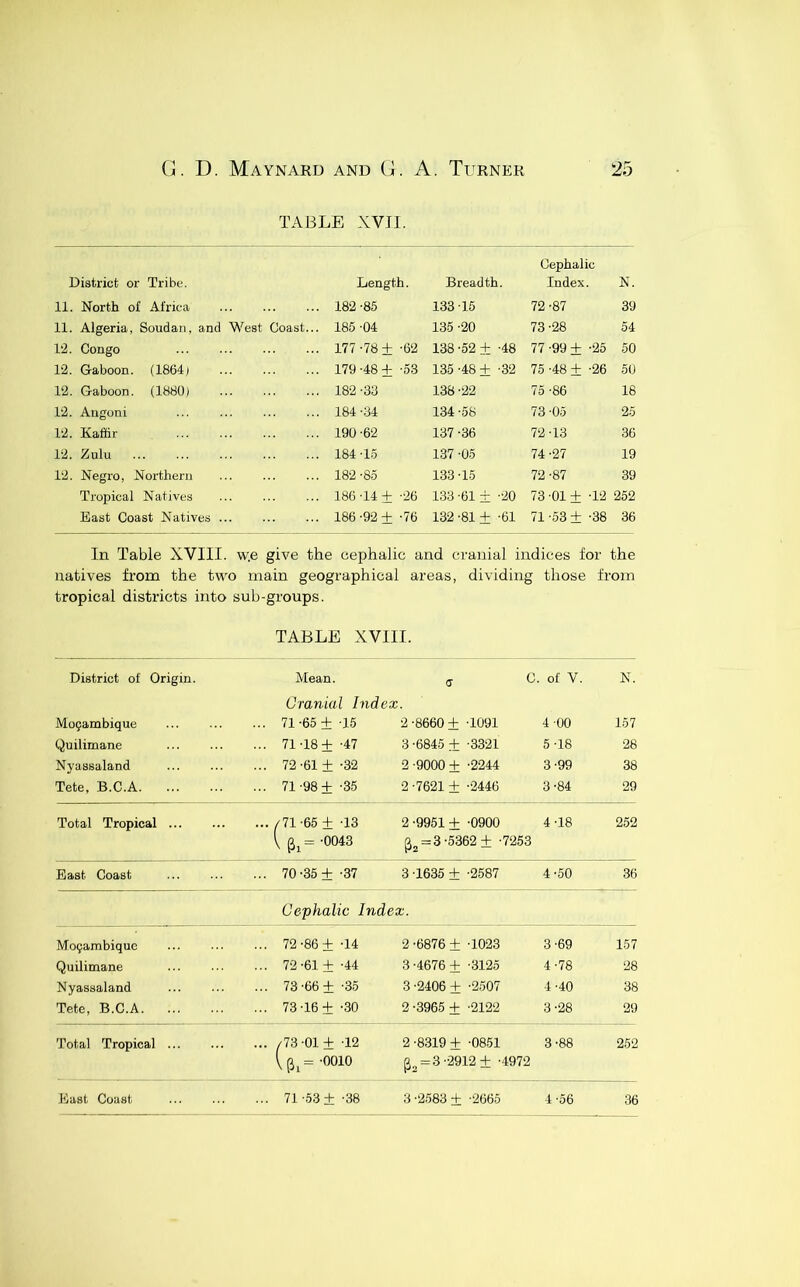 G. D. Maynard and G. A. Turner 25
TABLE XVII.
Cephalic
District or Tribe. Length. Breadth. Index. N.
11. North of Africa ... ... ... 182·85 133·15 72·87 39
11. Algeria, Soudan, and West Coast... 185·04 135·20 73·28 54
12. Congo ... ... ... ... 177·78 ± ·62 138·52 ± ·48 77·99 ± ·25 50
12. Gaboon. (1864) ... ... ... 179·48 ± ·53 135·48 ± ·32 75·48 ± ·26 50
12. Gaboon. (1880) ... ... ... 182·33 138·22 75·86 18
12. Angoni ... ... ... ... 184·34 134·58 73·05 25
12. Kaffir ... ... ... ... 190·62 137·36 72·13 36
12. Zulu ... ... ... ... ... 184·15 137·05 74·27 19
12. Negro, Northern ... ... ... 182·85 133·15 72·87 39
Tropical Natives ... ... ... 186·14 ± ·26 133·61 ± ·20 73·01 ± ·12 252
East Coast Natives ... ... ... 186·92 ± ·76 132·81 ± ·61 71·53 ± ·38 36
In Table XVIII. we give the cephalic and cranial indices for the
natives from the two main geographical areas, dividing those from
tropical districts into sub-groups.
TABLE XVIII.
District of Origin. Mean. σ C. of V. N.
Cranial Index.
Moçambique ... ... ... 71·65 ± ·15 2·8660 ± ·1091 4·00 157
Quilimane ... ... ... 71·18 ± ·47 3·6845 ± ·3321 5·18 28
Nyassaland ... ... ... 72·61 ± ·32 2·9000 ± ·2244 3·99 38
Tete, B.C.A. ... ... ... 71·98 ± ·35 2·7621 ± ·2446 3·84 29
Total Tropical ... ... ... (71·65 ± ·13 2·9951 ± ·0900 4·18 252
β₁ = ·0043 β₂ = 3·5362 ± ·7253
East Coast ... ... ... 70·35 ± ·37 3·1635 ± ·2587 4·50 36
Cephalic Index.
Moçambique ... ... ... 72·86 ± ·14 2·6876 ± ·1023 3·69 157
Quilimane ... ... ... 72·61 ± ·44 3·4676 ± ·3125 4·78 28
Nyassaland ... ... ... 73·66 ± ·35 3·2406 ± ·2507 4·40 38
Tete, B.C.A. ... ... ... 73·16 ± ·30 2·3965 ± ·2122 3·28 29
Total Tropical ... ... ... (73·01 ± ·12 2·8319 ± ·0851 3·88 252
β₁ = ·0010 β₂ = 3·2912 ± ·4972
East Coast ... ... ... 71·53 ± ·38 3·2583 ± ·2665 4·56 36